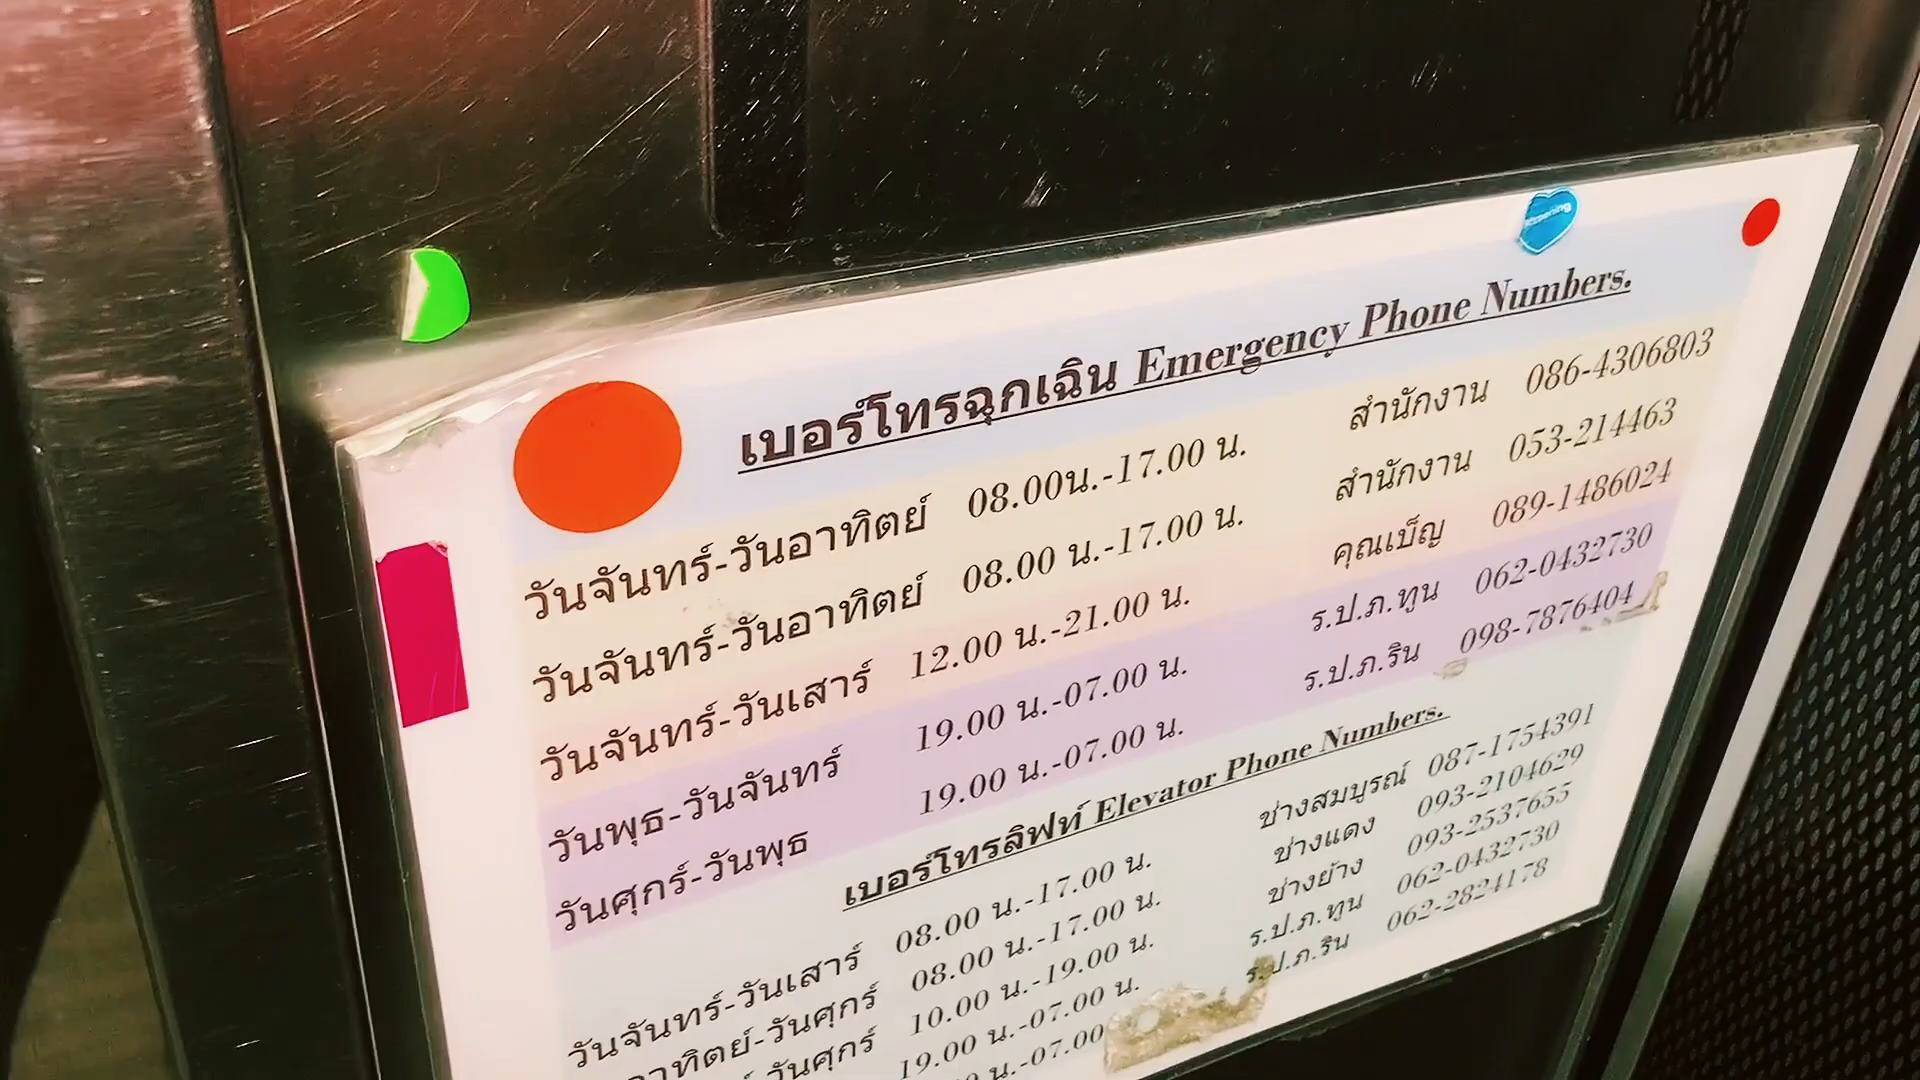 เบอร์โทรฉุกเฉิน Emergency Phone Numbers.
วันจันทร์-วันอาทิตย์ 08.00น.-17.00 น. สำนักงาน 086-4306803
วันจันทร์-วันอาทิตย์ 08.00 น.-17.00 น. สำนักงาน 053-214463
วันจันทร์-วันเสาร์ 12.00 น.-21.00 น. คุณเบ็ญ 089-1486024
วันพุธ-วันจันทร์ 19.00 น.-07.00 น. ร.ป.ภ.ทูน 062-0432730
วันศุกร์-วันพุธ 19.00 น.-07.00 น. ร.ป.ภ.ริน 098-7876404
เบอร์โทรลิฟท์ Elevator Phone Numbers.
วันจันทร์-วันเสาร์ 08.00 น.-17.00 น. ช่างสมบูรณ์ 087-1754391
อาทิตย์-วันศุกร์ 08.00 น.-17.00 น. ช่างแดง 093-2104629
วันศุกร์ 10.00 น.-19.00 น. ช่างย้าง 093-2537655
19.00 น.-07.00 น. ร.ป.ภ.ทูน 062-0432730
น.-07.00 ร.ป.ภ.ริน 062-2824178